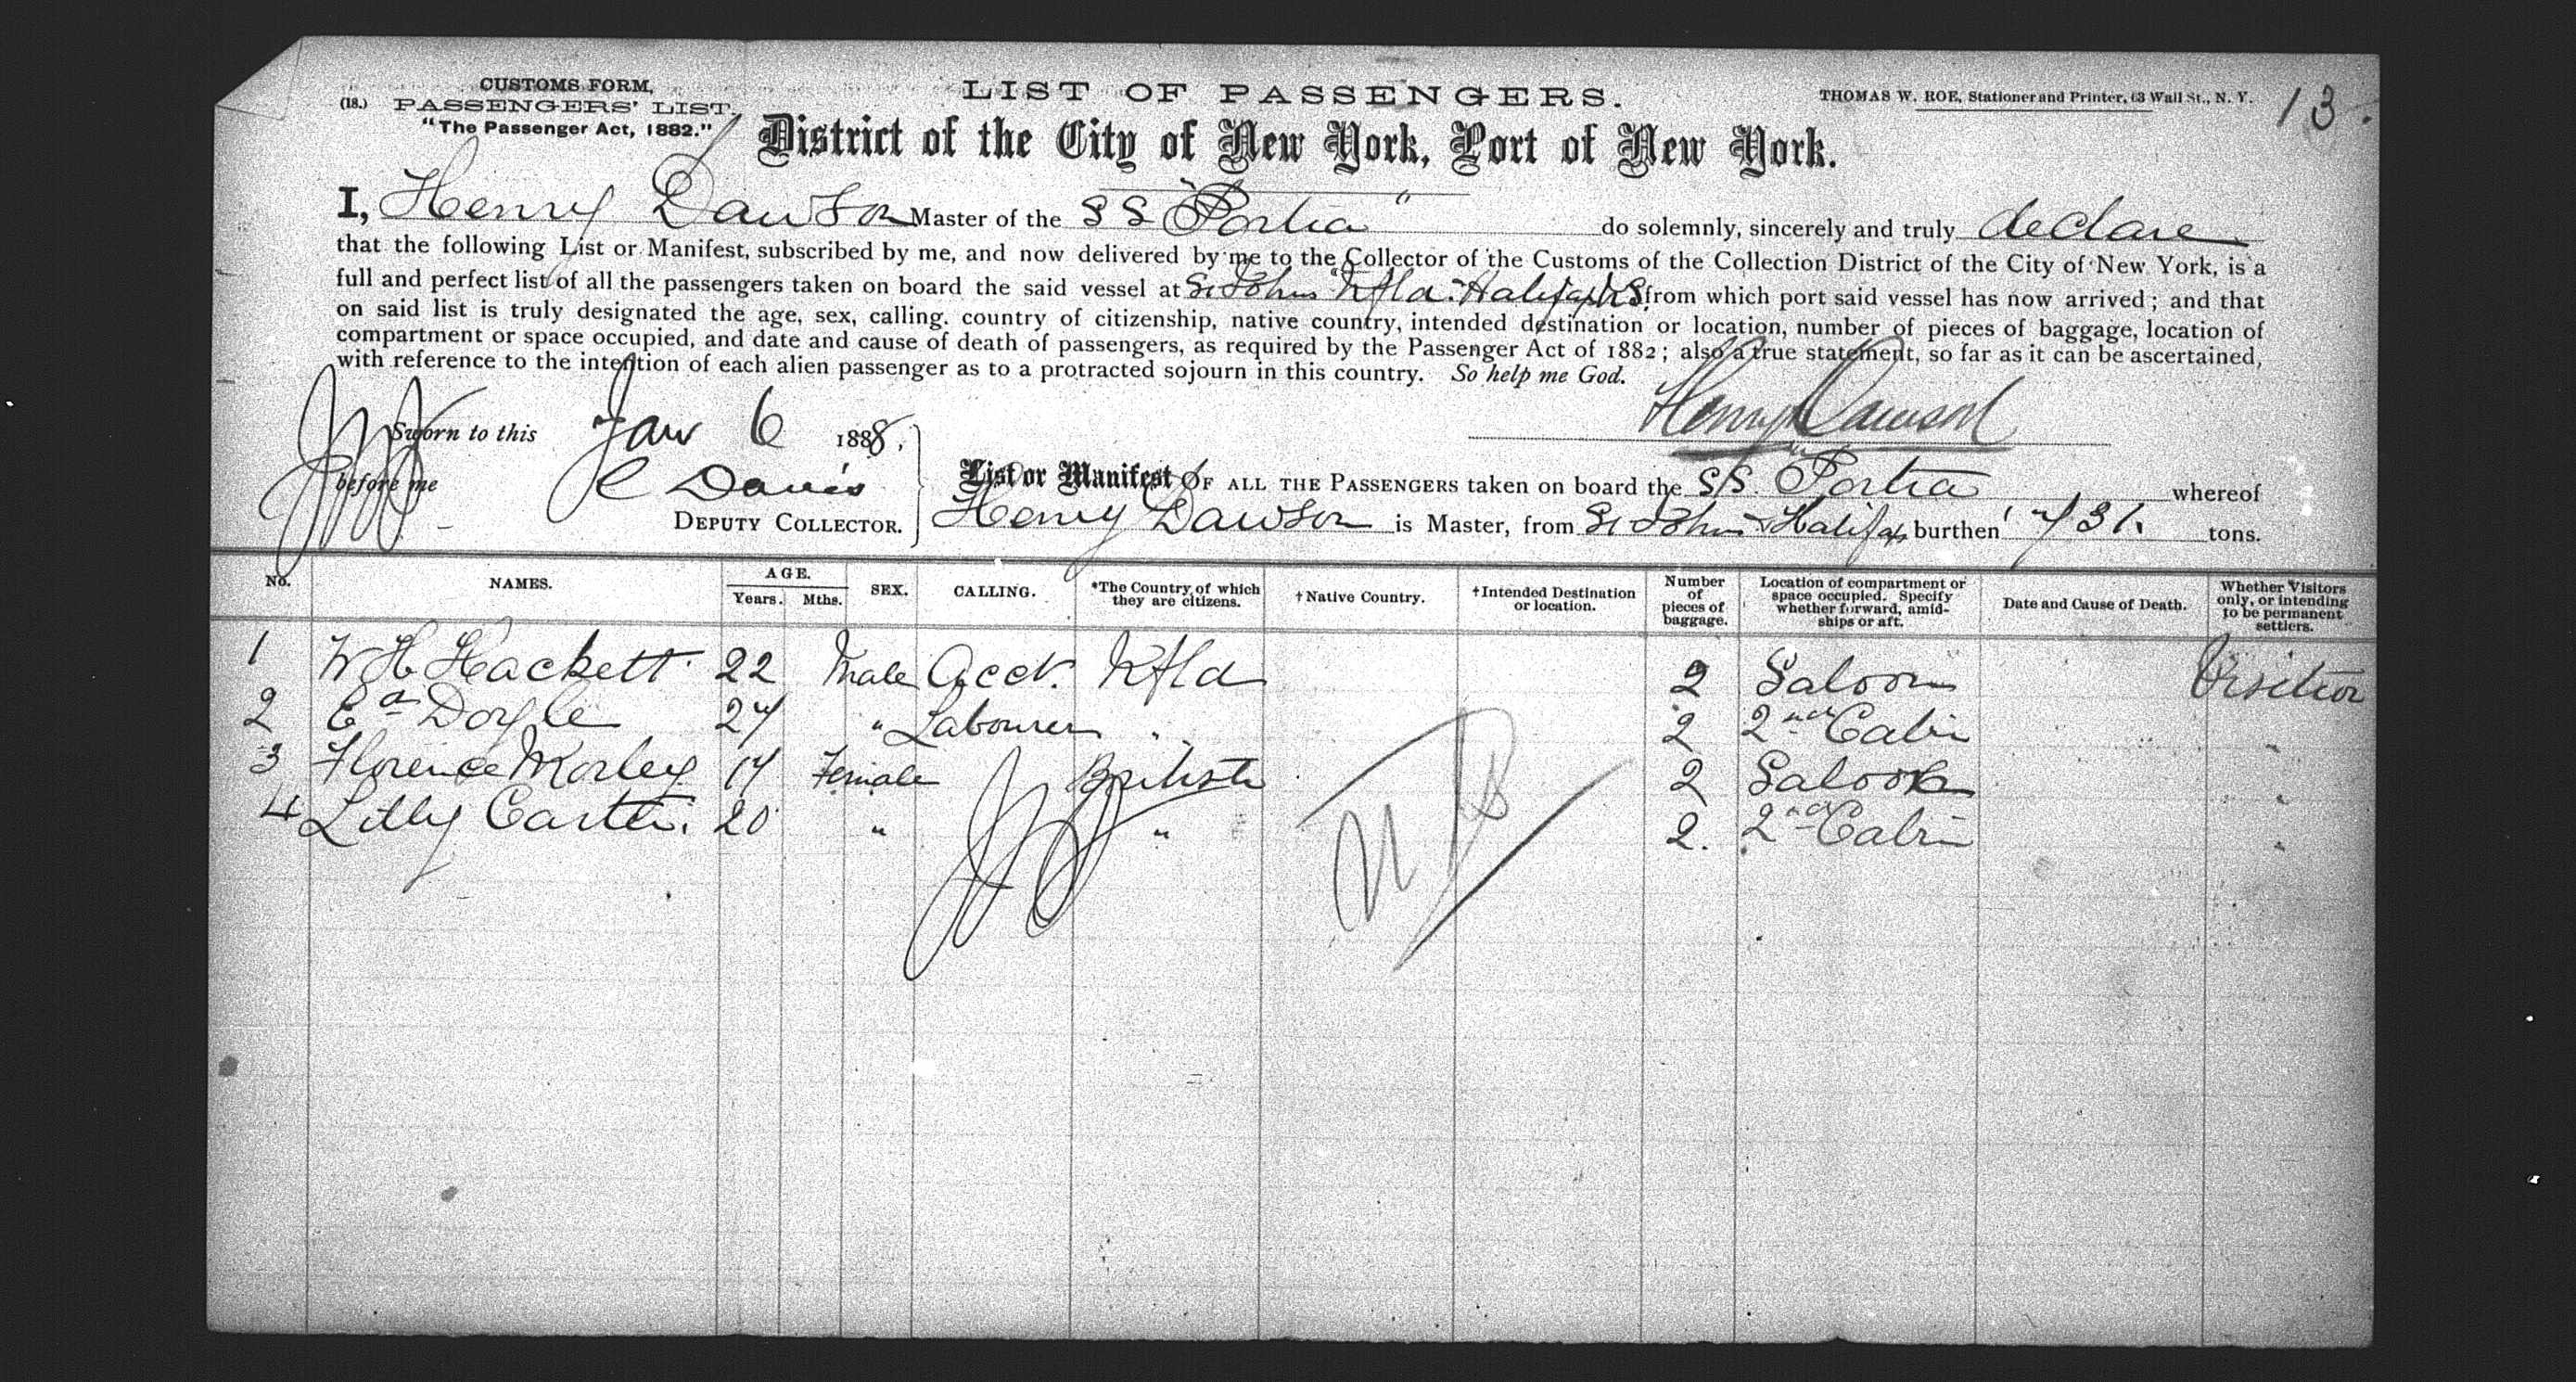 CUSTOMS FORM,
(18.) PASSENGERS' LIST.
"The Passenger Act, 1882."
LIST OF PASSENGERS.
THOMAS W. ROE, Stationer and Printer, 63 Wall St., N. Y.
13
District of the City of New York, Port of New York.
I, Henry Dawson Master of the SS "Portia" do solemnly, sincerely and truly declare
that the following List or Manifest, subscribed by me, and now delivered by me to the Collector of the Customs of the Collection District of the City of New York, is a
full and perfect list of all the passengers taken on board the said vessel at St Johns Nfld. Halifax NS from which port said vessel has now arrived; and that
on said list is truly designated the age, sex, calling, country of citizenship, native country, intended destination or location, number of pieces of baggage, location of
compartment or space occupied, and date and cause of death of passengers, as required by the Passenger Act of 1882; also a true statement, so far as it can be ascertained,
with reference to the intention of each alien passenger as to a protracted sojourn in this country. So help me God.
Henry Dawson
Sworn to this Jan 6 1888.
before me C Davis
DEPUTY COLLECTOR.
List or Manifest OF ALL THE PASSENGERS taken on board the SS. Portia whereof
Henry Dawson is Master, from St Johns & Halifax burthen 731. tons.
No. NAMES. AGE. Years. Mths. SEX. CALLING. *The Country of which they are citizens. †Native Country. †Intended Destination or location. Number of pieces of baggage. Location of compartment or space occupied. Specify whether forward, amidships or aft. Date and Cause of Death. Whether Visitors only, or intending to be permanent settlers.
1 W H Hackett 22 Male Acct. Nfld 2 Saloon Visitor
2 Doyle 27 " Labourer " 2 2nd Cabin "
3 Florence Morley 17 Female British 2 Saloon "
4 Lilly Carter. 20 " " 2. 2nd Cabin "